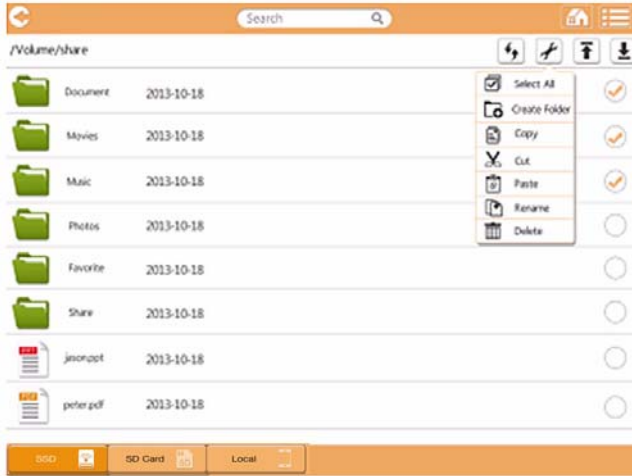 Search
/Volume/share
Select All
Create Folder
Copy
Cut
Paste
Rename
Delete
Document 2013-10-18
Movies 2013-10-18
Music 2013-10-18
Photos 2013-10-18
Favorite 2013-10-18
Share 2013-10-18
PPT
jason.ppt 2013-10-18
PDF
peter.pdf 2013-10-18
SSD
SD Card
Local